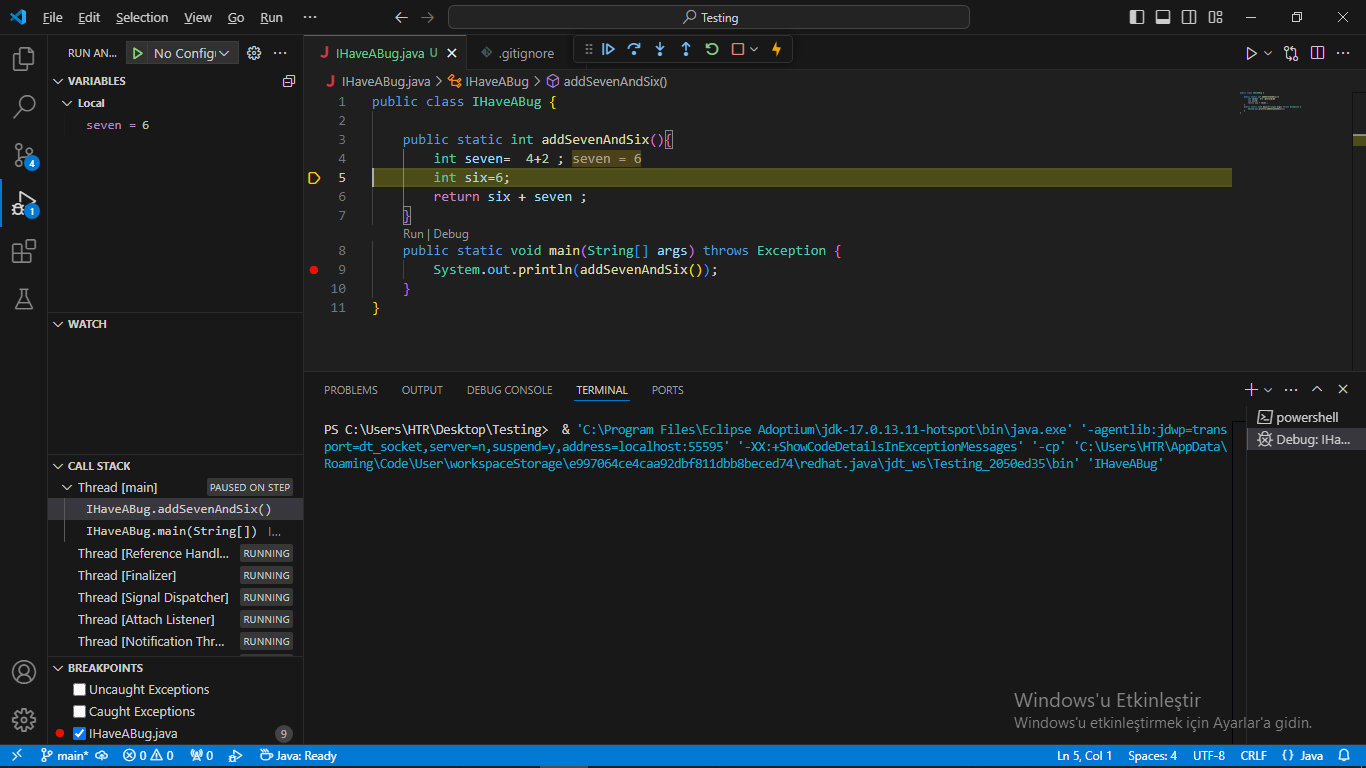 File Edit Selection View Go Run ··· Testing
RUN AN... No Config
IHaveABug.java U .gitignore
VARIABLES
Local
seven = 6
IHaveABug.java > IHaveABug > addSevenAndSix()
1 public class IHaveABug {
2
3 public static int addSevenAndSix(){
4 int seven=  4+2 ; seven = 6
5 int six=6;
6 return six + seven ;
7 }
Run | Debug
8 public static void main(String[] args) throws Exception {
9 System.out.println(addSevenAndSix());
10 }
11 }
WATCH
CALL STACK
Thread [main] PAUSED ON STEP
IHaveABug.addSevenAndSix()
IHaveABug.main(String[]) I...
Thread [Reference Handl... RUNNING
Thread [Finalizer] RUNNING
Thread [Signal Dispatcher] RUNNING
Thread [Attach Listener] RUNNING
Thread [Notification Thr... RUNNING
BREAKPOINTS
Uncaught Exceptions
Caught Exceptions
IHaveABug.java 9
4
1
PROBLEMS OUTPUT DEBUG CONSOLE TERMINAL PORTS
PS C:\Users\HTR\Desktop\Testing>  & 'C:\Program Files\Eclipse Adoptium\jdk-17.0.13.11-hotspot\bin\java.exe' '-agentlib:jdwp=trans
port=dt_socket,server=n,suspend=y,address=localhost:55595' '-XX:+ShowCodeDetailsInExceptionMessages' '-cp' 'C:\Users\HTR\AppData\
Roaming\Code\User\workspaceStorage\e997064ce4caa92dbf811dbb8beced74\redhat.java\jdt_ws\Testing_2050ed35\bin' 'IHaveABug'
powershell
Debug: IHa...
Windows'u Etkinleştir
Windows'u etkinleştirmek için Ayarlar'a gidin.
main* 0 0 0 Java: Ready Ln 5, Col 1 Spaces: 4 UTF-8 CRLF {} Java